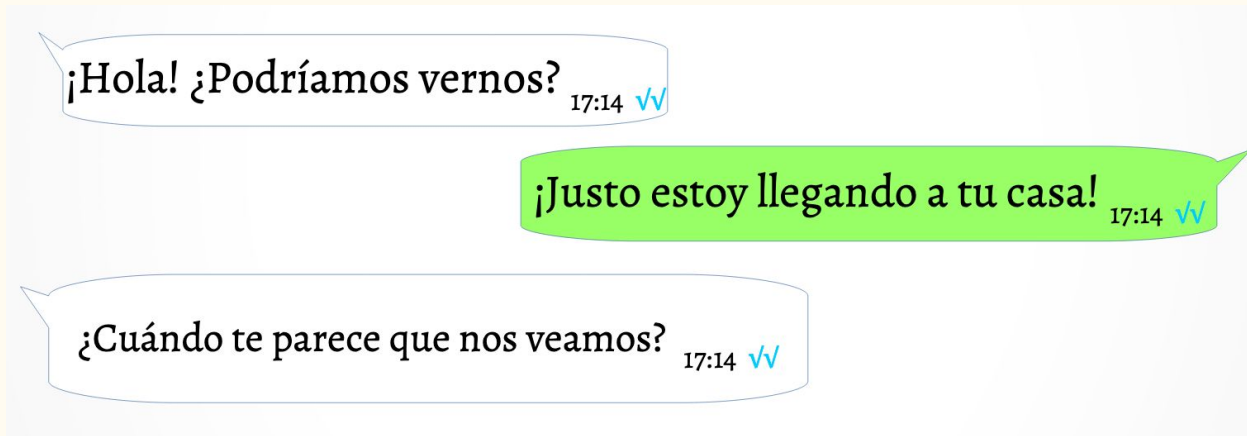 ¡Hola! ¿Podríamos vernos? 17:14 √√
¡Justo estoy llegando a tu casa! 17:14 √√
¿Cuándo te parece que nos veamos? 17:14 √√